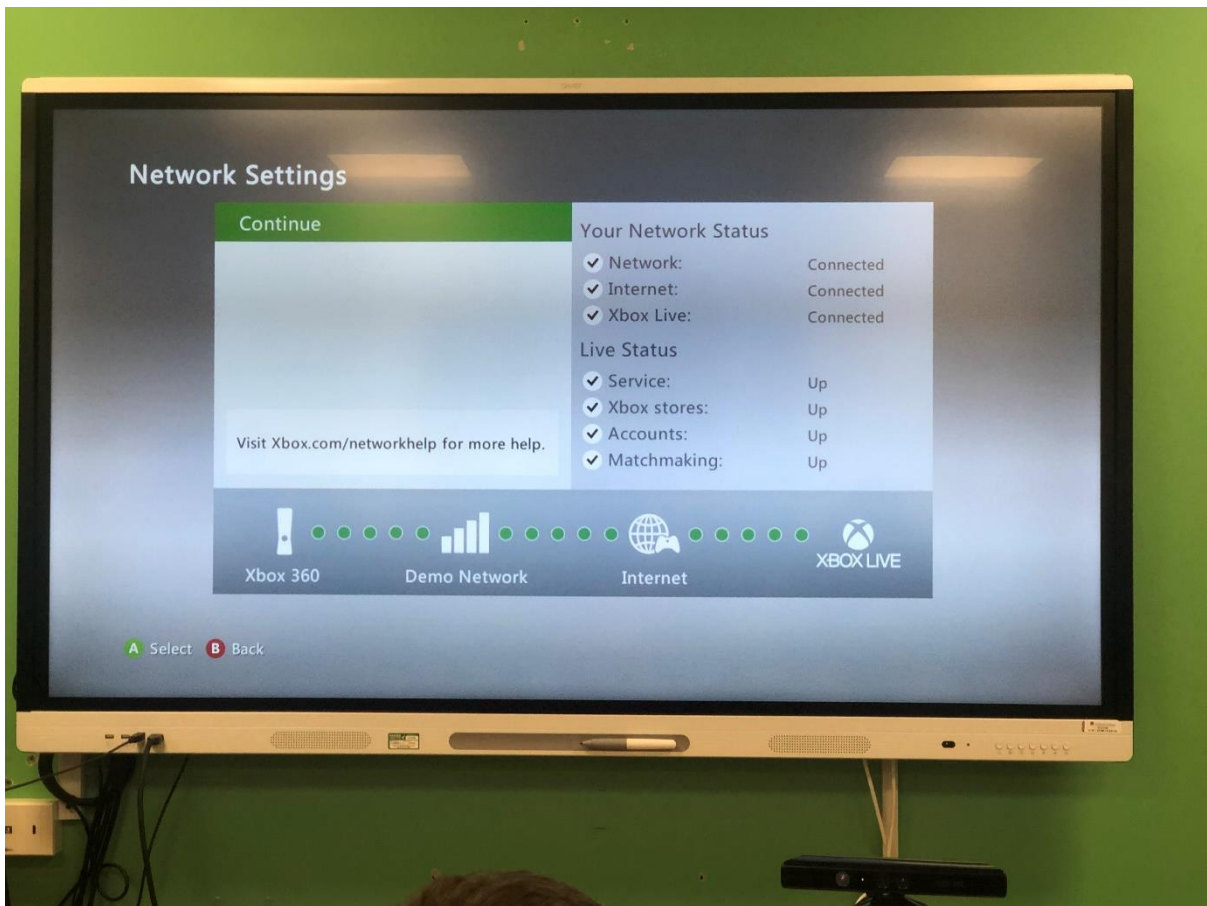 Network Settings
Continue
Visit Xbox.com/networkhelp for more help.
Your Network Status
Network: Connected
Internet: Connected
Xbox Live: Connected
Live Status
Service: Up
Xbox stores: Up
Accounts: Up
Matchmaking: Up
Xbox 360
Demo Network
Internet
XBOX LIVE
A Select B Back